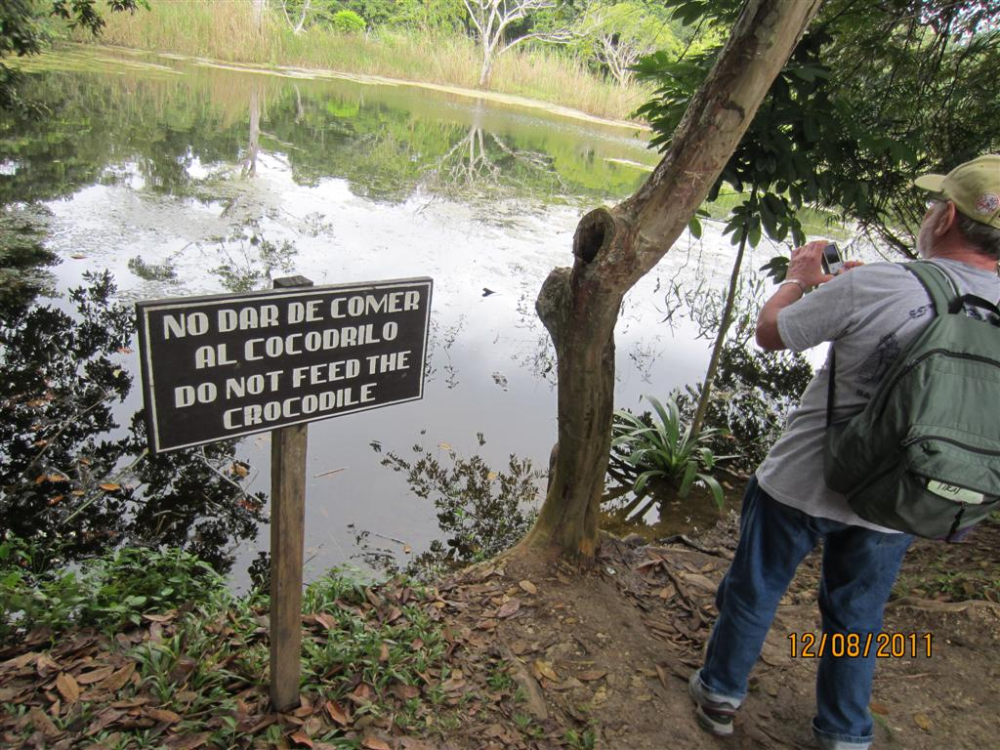 NO DAR DE COMER
AL COCODRILO
DO NOT FEED THE
CROCODILE
12/08/2011